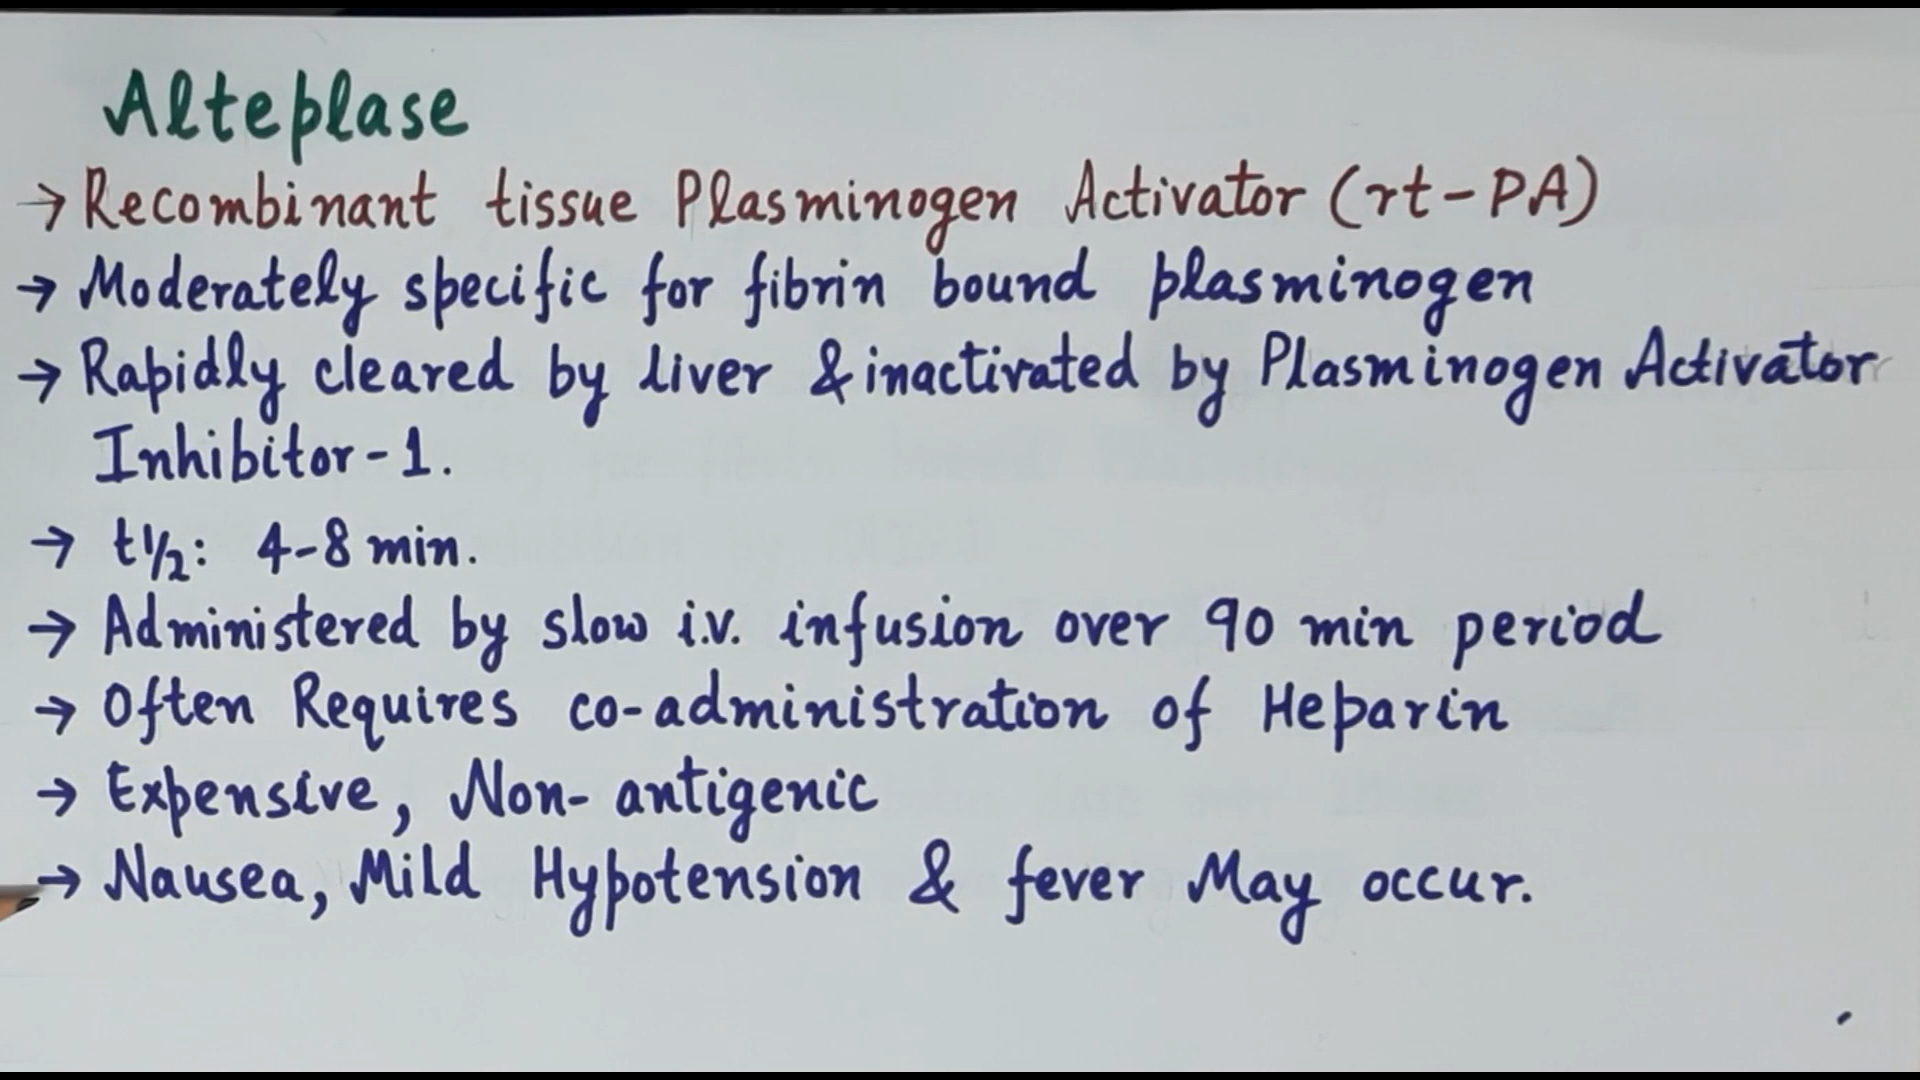 Alteplase
→ Recombinant tissue Plasminogen Activator (rt-PA)
→ Moderately specific for fibrin bound plasminogen
→ Rapidly cleared by liver & inactivated by Plasminogen Activator
Inhibitor-1.
→ t½: 4-8 min.
→ Administered by slow i.v. infusion over 90 min period
→ Often Requires co-administration of Heparin
→ Expensive, Non-antigenic
→ Nausea, Mild Hypotension & fever May occur.